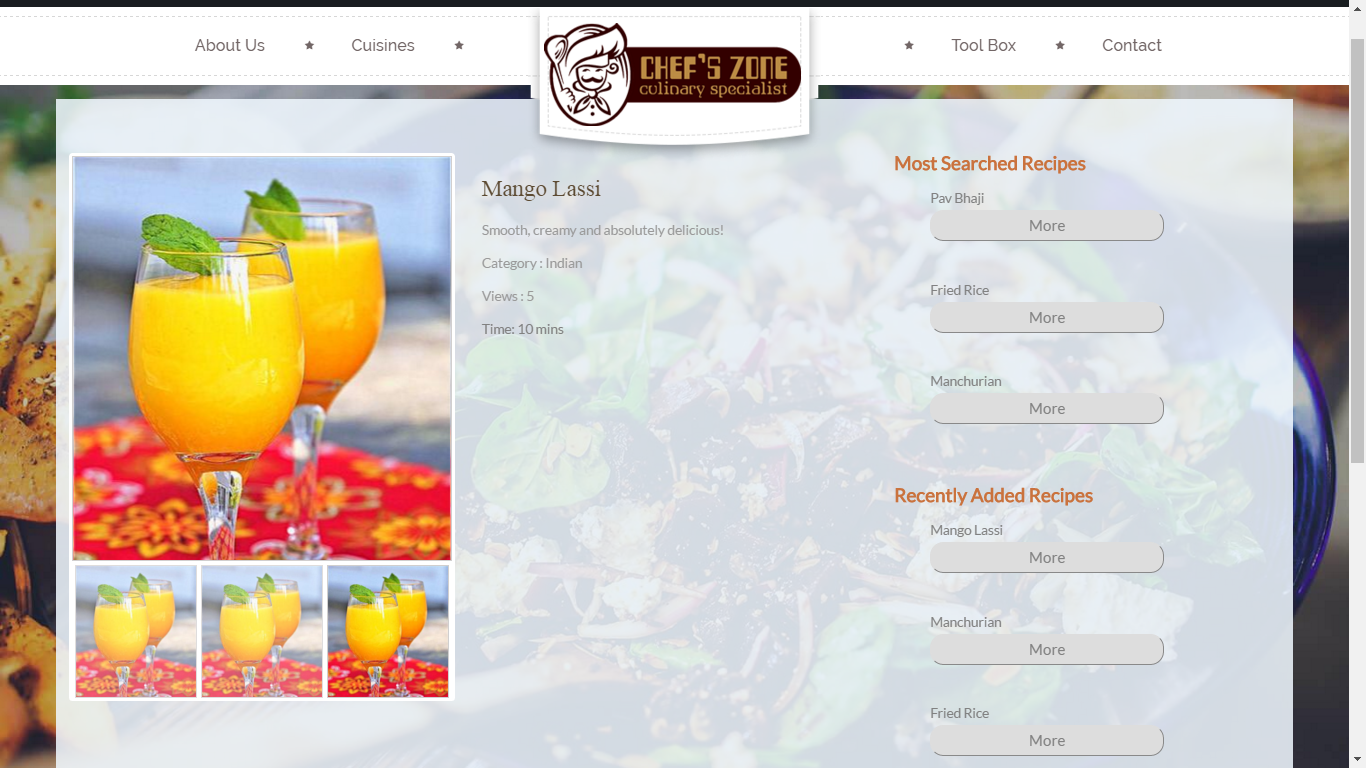 About Us
Cuisines
CHEF'S ZONE
culinary specialist
Tool Box
Contact
Mango Lassi
Smooth, creamy and absolutely delicious!
Category : Indian
Views : 5
Time: 10 mins
Most Searched Recipes
Pav Bhaji
More
Fried Rice
More
Manchurian
More
Recently Added Recipes
Mango Lassi
More
Manchurian
More
Fried Rice
More